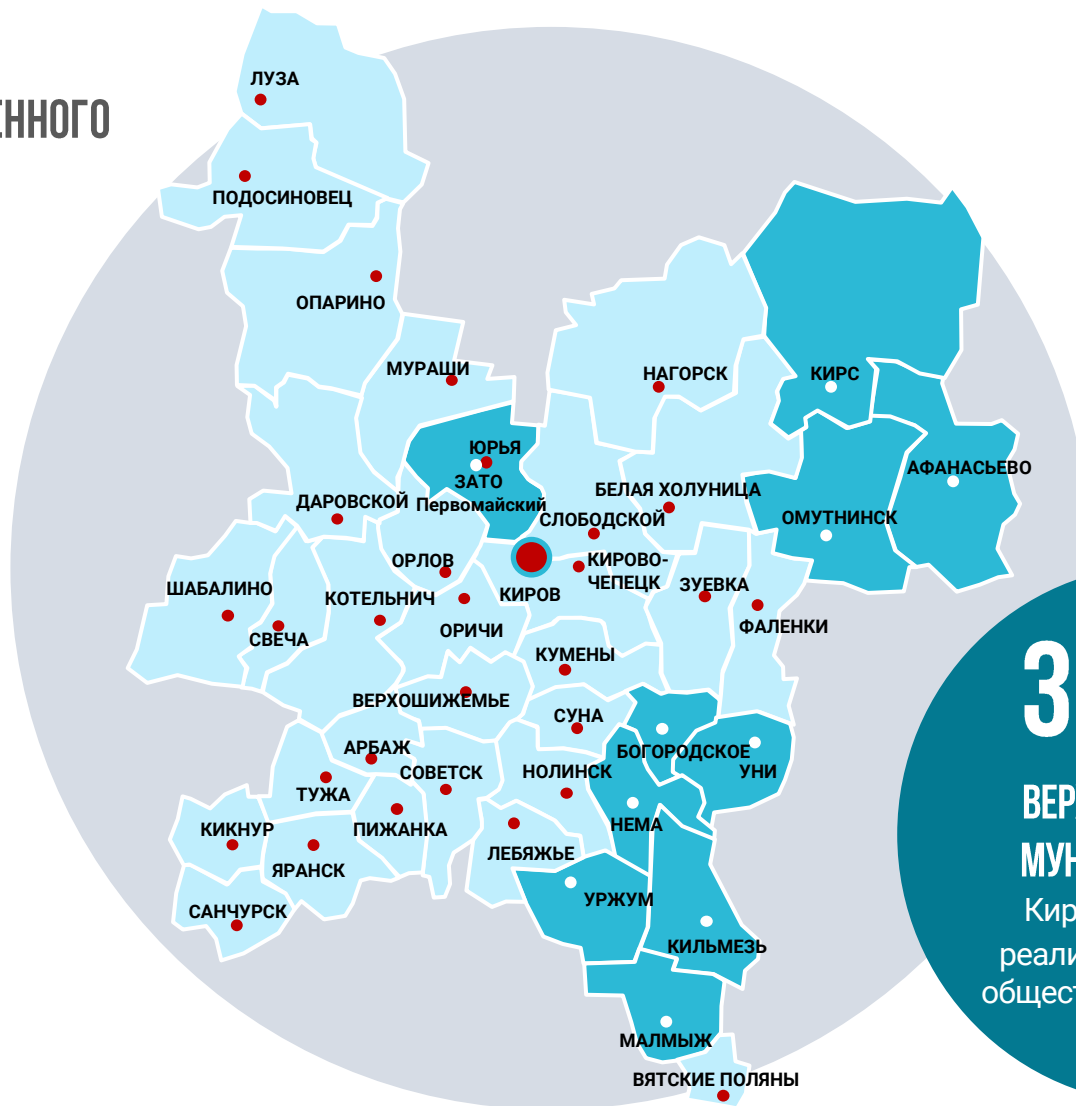 ЕННОГО
ЛУЗА
ПОДОСИНОВЕЦ
ОПАРИНО
МУРАШИ
НАГОРСК
КИРС
ЮРЬЯ
ЗАТО
Первомайский
АФАНАСЬЕВО
БЕЛАЯ ХОЛУНИЦА
ДАРОВСКОЙ
СЛОБОДСКОЙ
ОМУТНИНСК
ОРЛОВ
КИРОВО-
ЧЕПЕЦК
ЗУЕВКА
ШАБАЛИНО
КОТЕЛЬНИЧ
КИРОВ
ФАЛЕНКИ
СВЕЧА
ОРИЧИ
КУМЕНЫ
ВЕРХОШИЖЕМЬЕ
СУНА
3
АРБАЖ
БОГОРОДСКОЕ
СОВЕТСК
НОЛИНСК
УНИ
ТУЖА
КИКНУР
ПИЖАНКА
НЕМА
ЛЕБЯЖЬЕ
ЯРАНСК
УРЖУМ
САНЧУРСК
КИЛЬМЕЗЬ
МАЛМЫЖ
ВЯТСКИЕ ПОЛЯНЫ
ВЕР
МУН
Кир
реали
общест